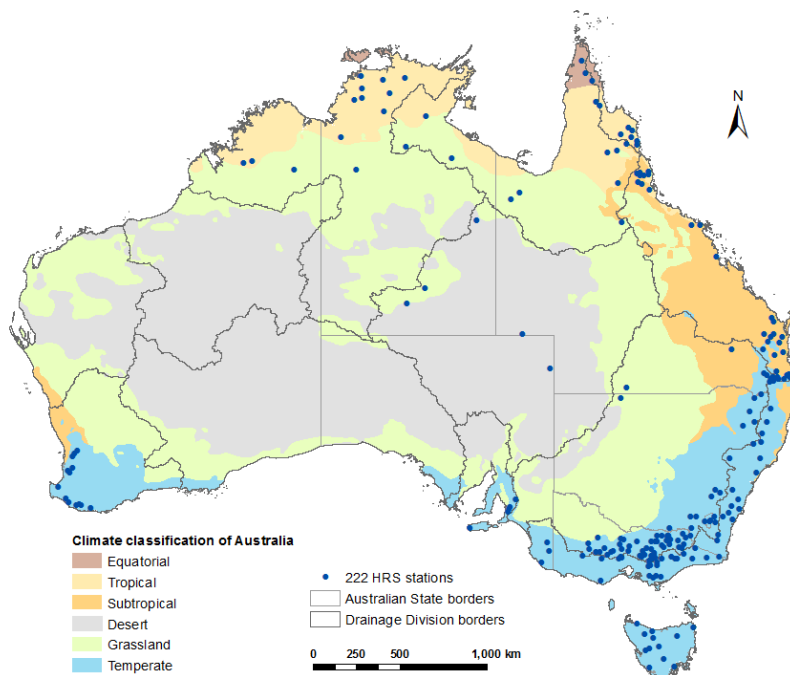 N
Climate classification of Australia
Equatorial
Tropical
Subtropical
Desert
Grassland
Temperate
222 HRS stations
Australian State borders
Drainage Division borders
0 250 500 1,000 km